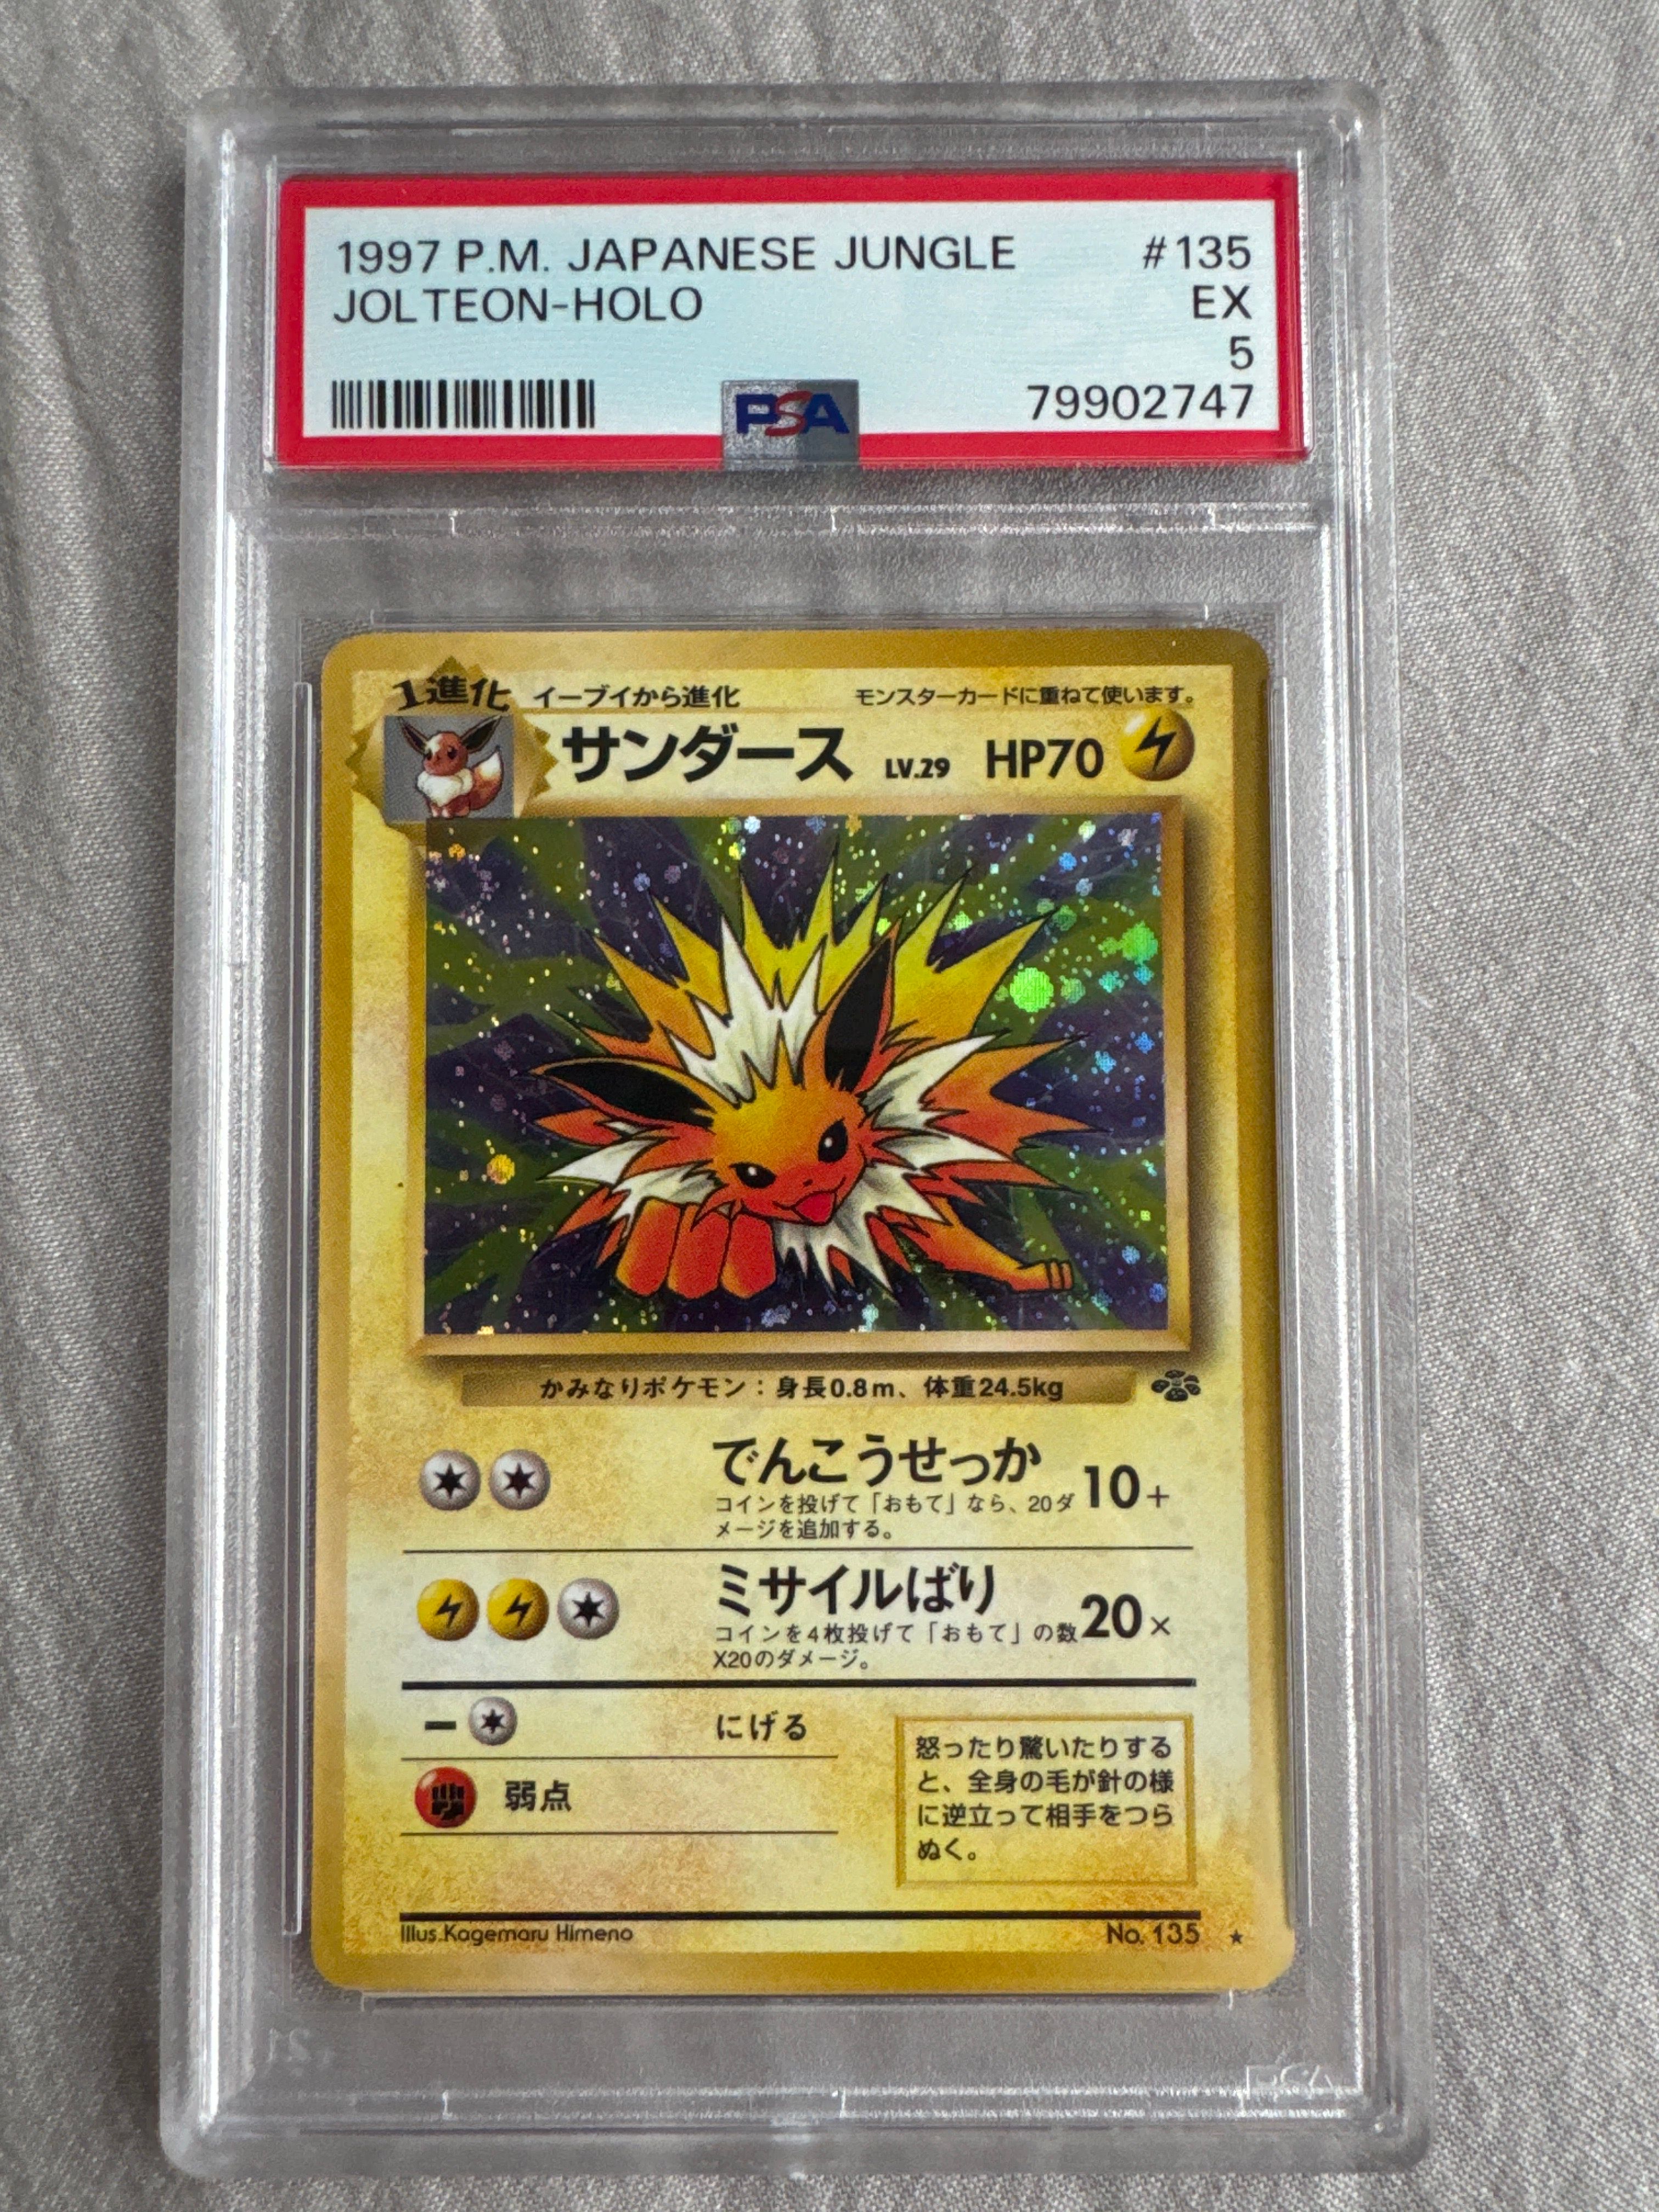 1997 P.M. JAPANESE JUNGLE #135
JOLTEON-HOLO EX
5
PSA 79902747
1進化 イーブイから進化 モンスターカードに重ねて使います。
サンダース LV.29 HP70
かみなりポケモン：身長0.8m、体重24.5kg
でんこうせっか 10+
コインを投げて「おもて」なら、20ダ
メージを追加する。
ミサイルばり 20×
コインを4枚投げて「おもて」の数
X20のダメージ。
− にげる
弱点
怒ったり驚いたりする
と、全身の毛が針の様
に逆立って相手をつら
ぬく。
Illus.Kagemaru Himeno No. 135 ★
PSA